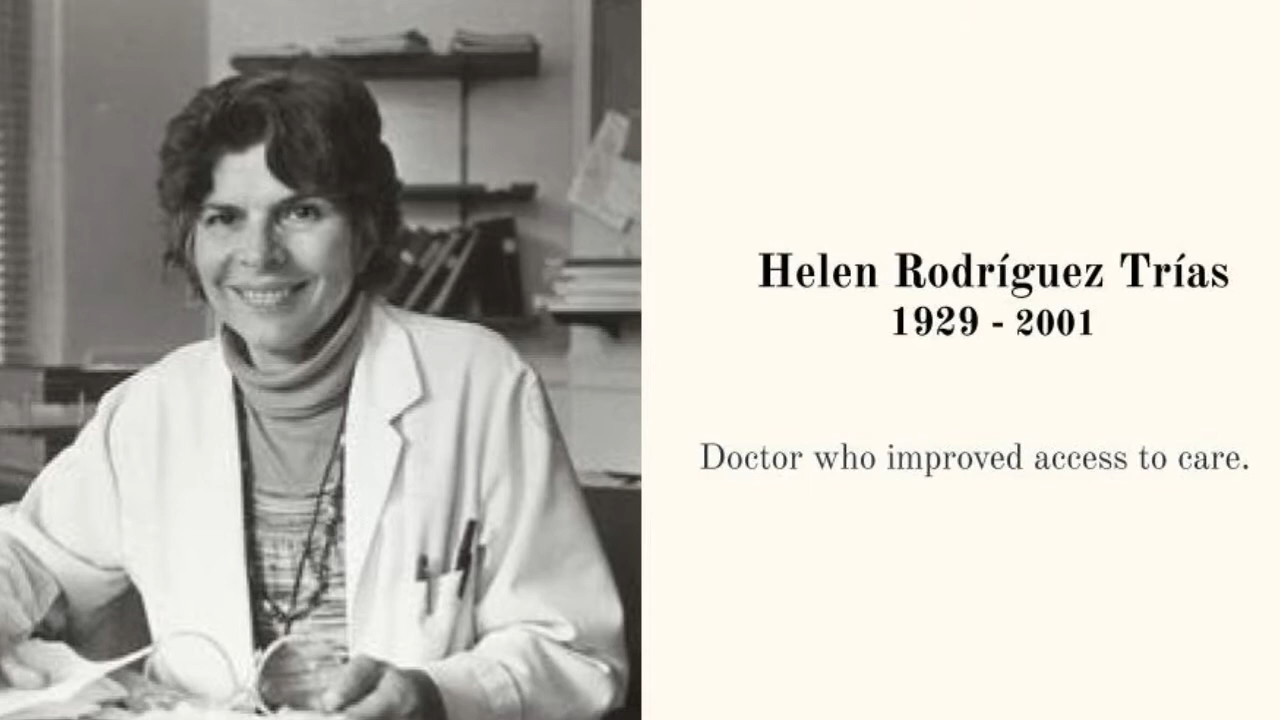 Helen Rodríguez Trías
1929 - 2001
Doctor who improved access to care.